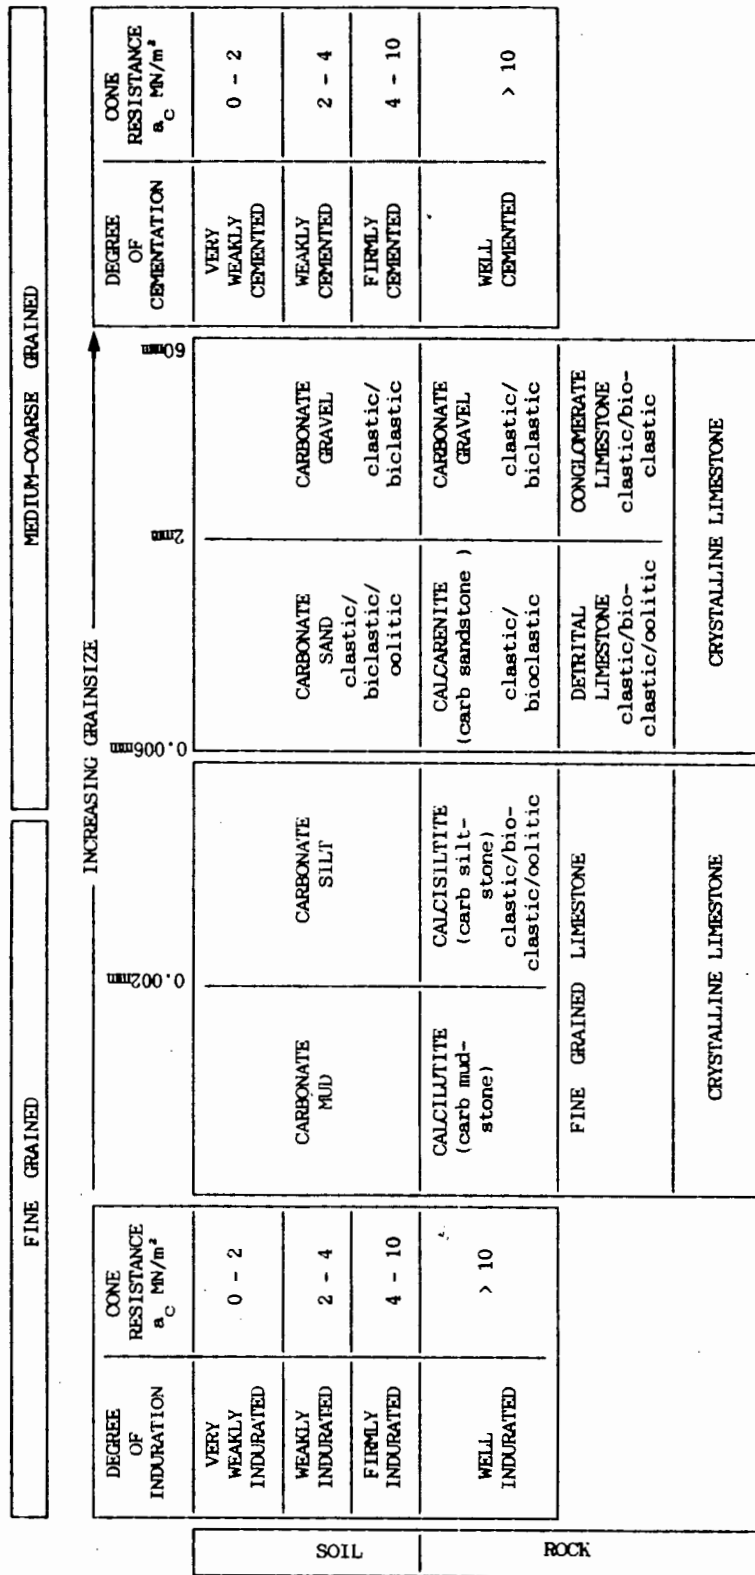 FINE GRAINED
MEDIUM-COARSE GRAINED
INCREASING GRAINSIZE
DEGREE
OF
INDURATION
CONE
RESISTANCE
a_c MN/m²
0.002mm
0.006mm
2mm
60mm
DEGREE
OF
CEMENTATION
CONE
RESISTANCE
a_c MN/m²
SOIL
VERY
WEAKLY
INDURATED
0 - 2
WEAKLY
INDURATED
2 - 4
FIRMLY
INDURATED
4 - 10
CARBONATE
MUD
CARBONATE
SILT
CARBONATE
SAND
clastic/
biclastic/
oolitic
CARBONATE
GRAVEL
clastic/
biclastic
VERY
WEAKLY
CEMENTED
0 - 2
WEAKLY
CEMENTED
2 - 4
FIRMLY
CEMENTED
4 - 10
ROCK
WELL
INDURATED
> 10
CALCILUTITE
(carb mud-
stone)
CALCISILTITE
(carb silt-
stone)
clastic/bio-
clastic/oolitic
CALCARENITE
(carb sandstone )
clastic/
bioclastic
CARBONATE
GRAVEL
clastic/
biclastic
WELL
CEMENTED
> 10
FINE GRAINED LIMESTONE
DETRITAL
LIMESTONE
clastic/bio-
clastic/oolitic
CONGLOMERATE
LIMESTONE
clastic/bio-
clastic
CRYSTALLINE LIMESTONE
CRYSTALLINE LIMESTONE